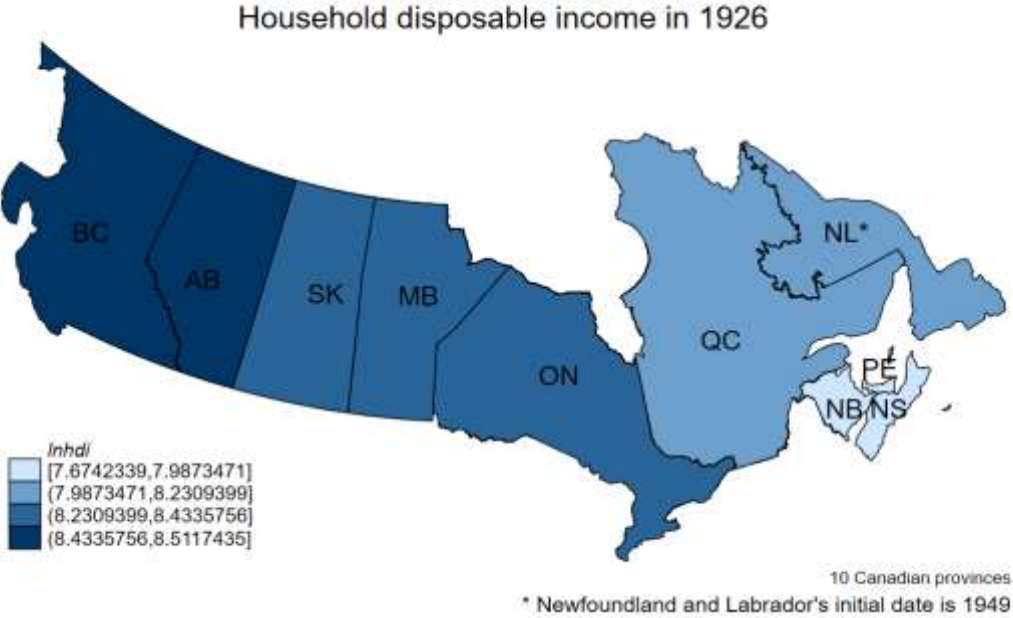 Household disposable income in 1926
BC
AB
SK
MB
ON
QC
NL*
PE
NB
NS
lnhdi
[7.6742339,7.9873471]
(7.9873471,8.2309399]
(8.2309399,8.4335756]
(8.4335756,8.5117435]
10 Canadian provinces
* Newfoundland and Labrador's initial date is 1949